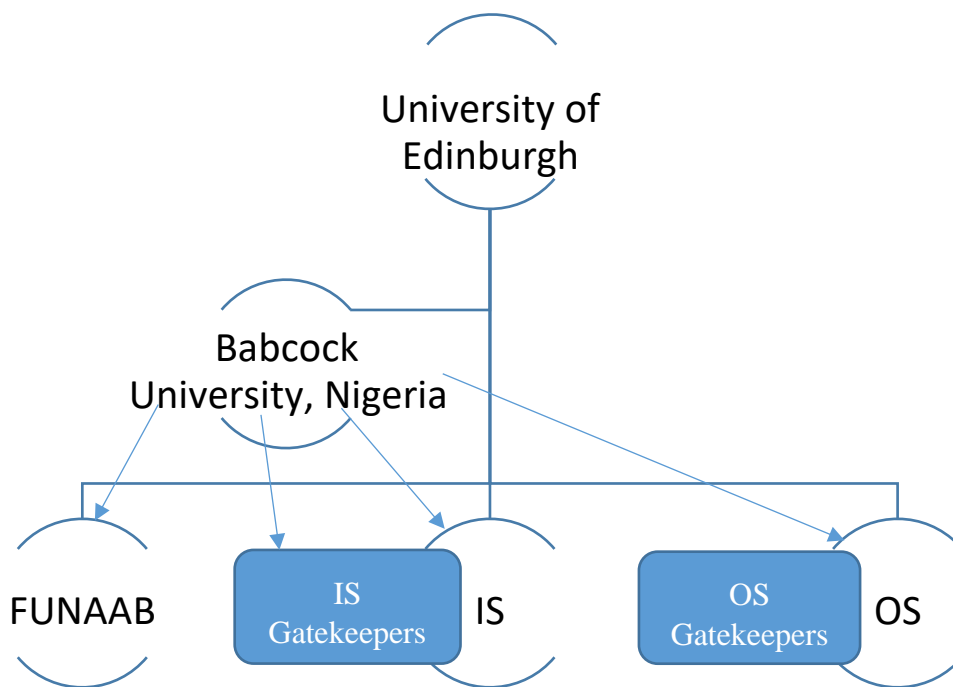 University of
Edinburgh
Babcock
University, Nigeria
FUNAAB
IS
Gatekeepers
IS
OS
Gatekeepers
OS